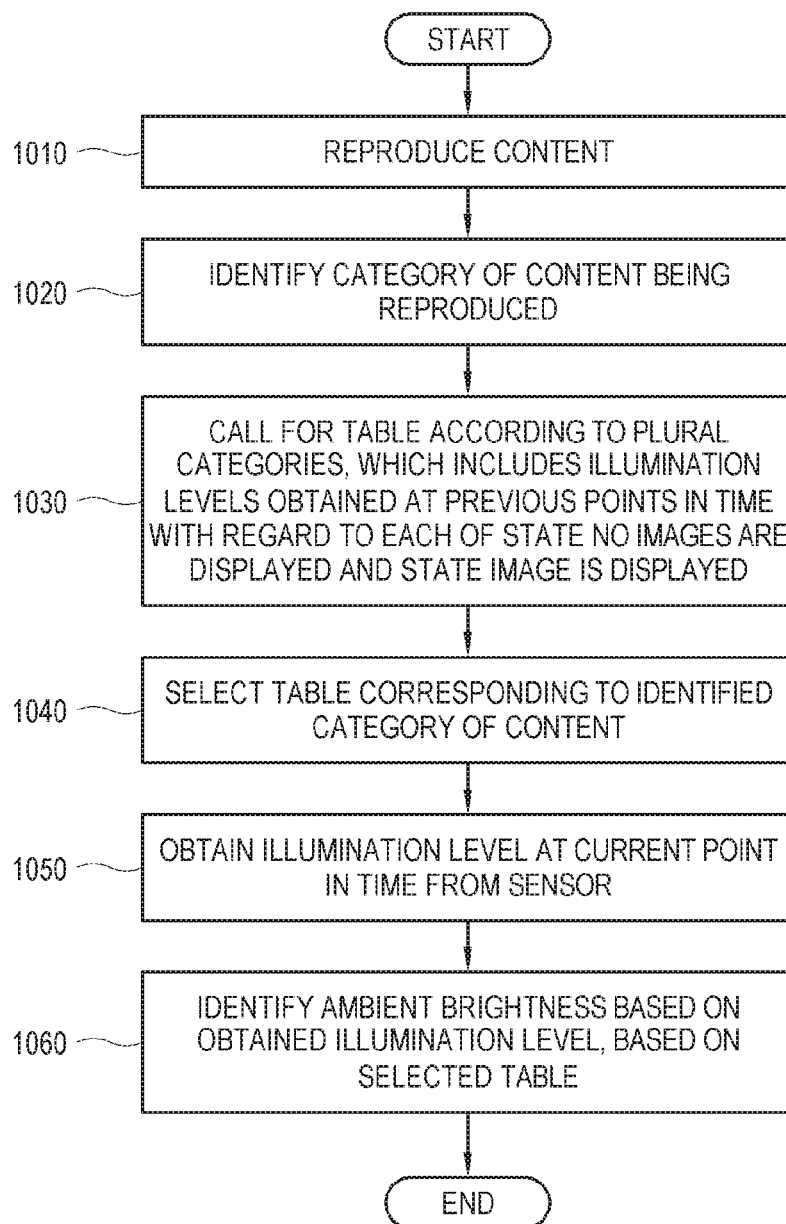 START
1010
REPRODUCE CONTENT
1020
IDENTIFY CATEGORY OF CONTENT BEING
REPRODUCED
1030
CALL FOR TABLE ACCORDING TO PLURAL
CATEGORIES, WHICH INCLUDES ILLUMINATION
LEVELS OBTAINED AT PREVIOUS POINTS IN TIME
WITH REGARD TO EACH OF STATE NO IMAGES ARE
DISPLAYED AND STATE IMAGE IS DISPLAYED
1040
SELECT TABLE CORRESPONDING TO IDENTIFIED
CATEGORY OF CONTENT
1050
OBTAIN ILLUMINATION LEVEL AT CURRENT POINT
IN TIME FROM SENSOR
1060
IDENTIFY AMBIENT BRIGHTNESS BASED ON
OBTAINED ILLUMINATION LEVEL, BASED ON
SELECTED TABLE
END